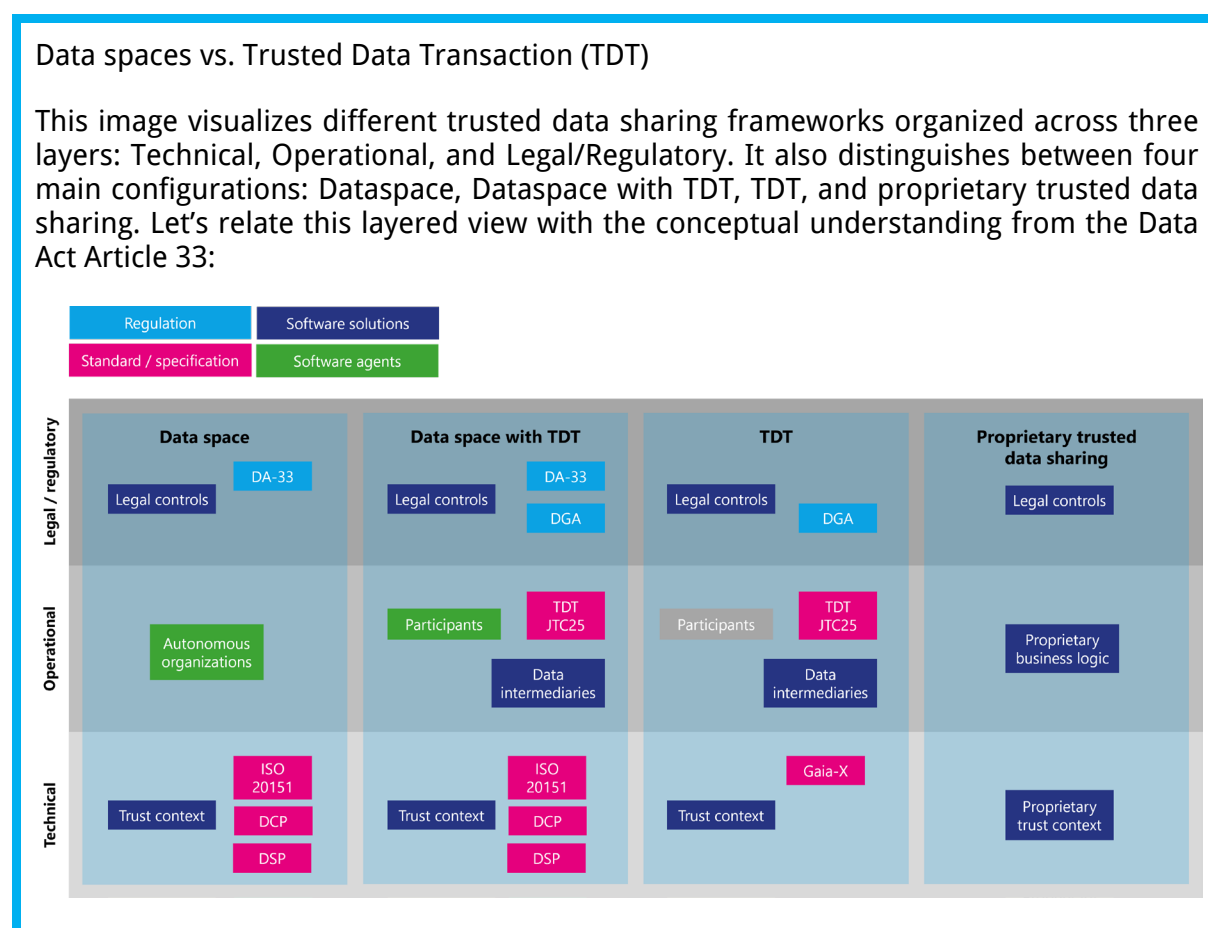 Data spaces vs. Trusted Data Transaction (TDT)
This image visualizes different trusted data sharing frameworks organized across three
layers: Technical, Operational, and Legal/Regulatory. It also distinguishes between four
main configurations: Dataspace, Dataspace with TDT, TDT, and proprietary trusted data
sharing. Let’s relate this layered view with the conceptual understanding from the Data
Act Article 33:
Regulation
Software solutions
Standard / specification
Software agents
Legal / regulatory
Data space
DA-33
Legal controls
Data space with TDT
DA-33
Legal controls
DGA
TDT
Legal controls
DGA
Proprietary trusted
data sharing
Legal controls
Operational
Autonomous
organizations
Participants
TDT
JTC25
Data
intermediaries
Participants
TDT
JTC25
Data
intermediaries
Proprietary
business logic
Technical
Trust context
ISO
20151
DCP
DSP
Trust context
ISO
20151
DCP
DSP
Trust context
Gaia-X
Proprietary
trust context